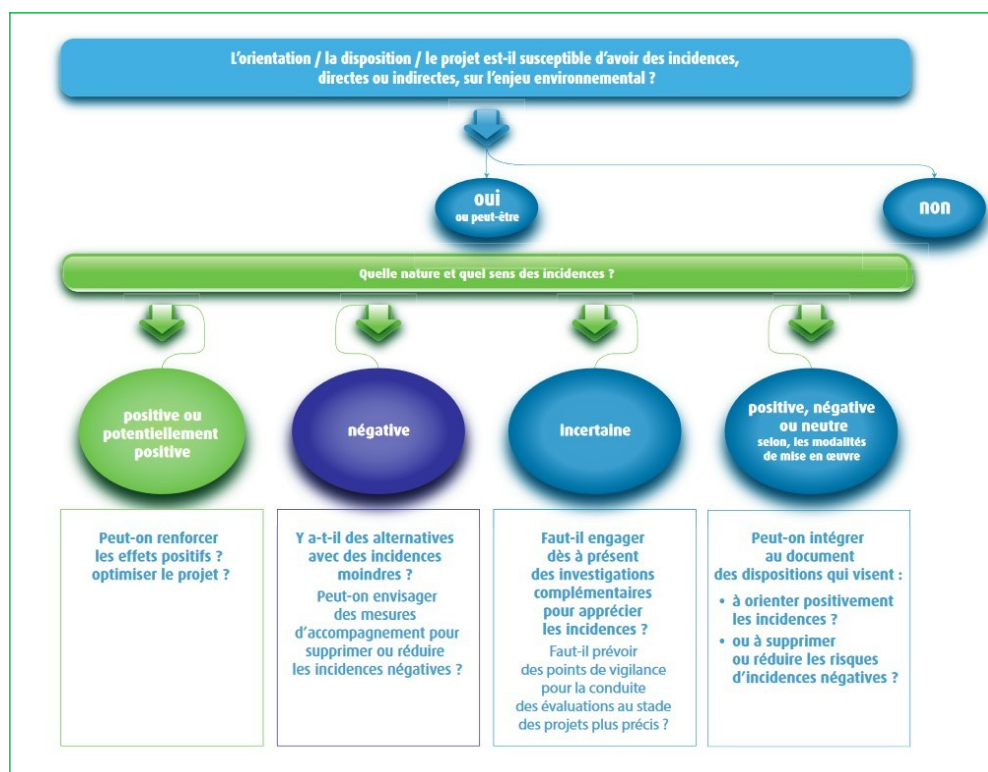 L'orientation / la disposition / le projet est-il susceptible d'avoir des incidences,
directes ou indirectes, sur l'enjeu environnemental ?
oui
ou peut-être
non
Quelle nature et quel sens des incidences ?
positive ou
potentiellement
positive
négative
incertaine
positive, négative
ou neutre
selon, les modalités
de mise en œuvre
Peut-on renforcer
les effets positifs ?
optimiser le projet ?
Y a-t-il des alternatives
avec des incidences
moindres ?
Peut-on envisager
des mesures
d'accompagnement pour
supprimer ou réduire
les incidences négatives ?
Faut-il engager
dès à présent
des investigations
complémentaires
pour apprécier
les incidences ?
Faut-il prévoir
des points de vigilance
pour la conduite
des évaluations au stade
des projets plus précis ?
Peut-on intégrer
au document
des dispositions qui visent :
• à orienter positivement
les incidences ?
• ou à supprimer
ou réduire les risques
d'incidences négatives ?